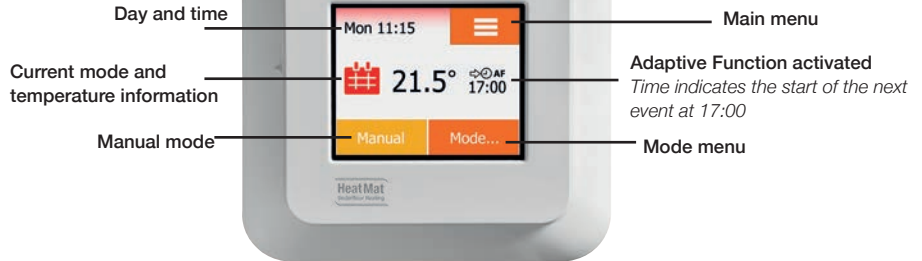 Day and time
Mon 11:15
Main menu
Current mode and
temperature information
21.5°
AF
17:00
Adaptive Function activated
Time indicates the start of the next
event at 17:00
Manual mode
Manual
Mode...
Mode menu
Heat Mat